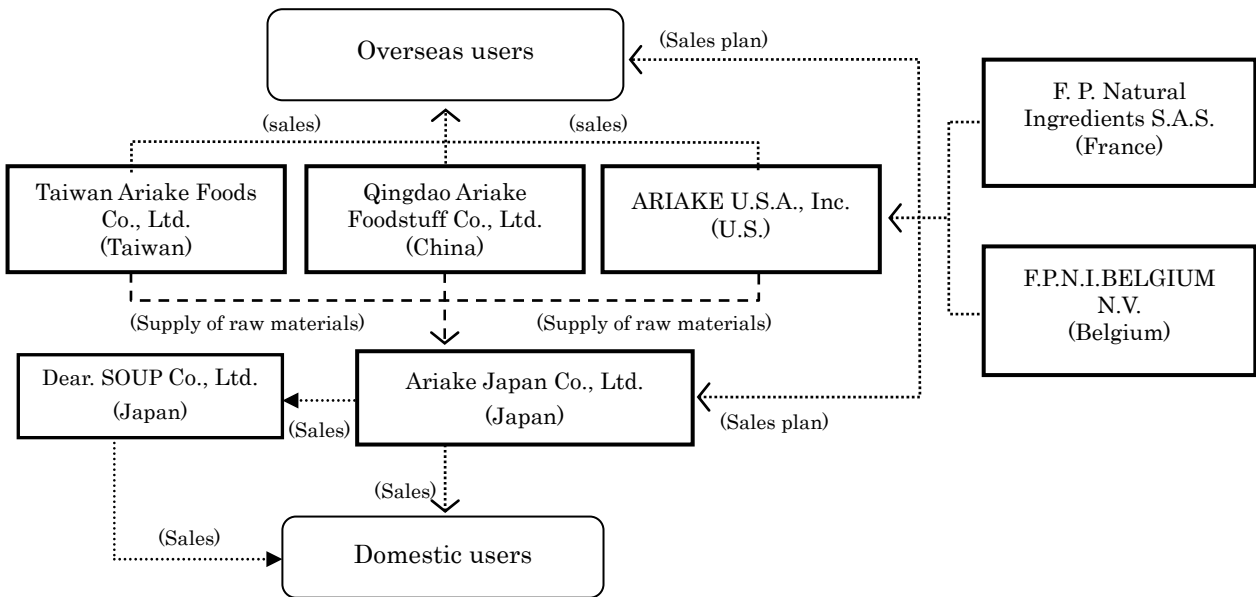 Overseas users
(Sales plan)
F. P. Natural
Ingredients S.A.S.
(France)
(sales)
(sales)
Taiwan Ariake Foods
Co., Ltd.
(Taiwan)
Qingdao Ariake
Foodstuff Co., Ltd.
(China)
ARIAKE U.S.A., Inc.
(U.S.)
F.P.N.I.BELGIUM
N.V.
(Belgium)
(Supply of raw materials)
(Supply of raw materials)
Dear. SOUP Co., Ltd.
(Japan)
(Sales)
Ariake Japan Co., Ltd.
(Japan)
(Sales plan)
(Sales)
(Sales)
Domestic users